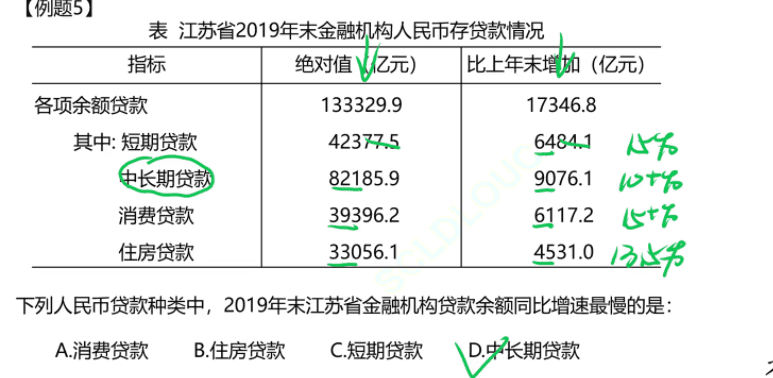 【例题5】
表 江苏省2019年末金融机构人民币存贷款情况
指标 绝对值（亿元） 比上年末增加（亿元）
各项余额贷款 133329.9 17346.8
其中: 短期贷款 42377.5 6484.1 15%
中长期贷款 82185.9 9076.1 10+%
消费贷款 39396.2 6117.2 15+%
住房贷款 33056.1 4531.0 13.5%
下列人民币贷款种类中，2019年末江苏省金融机构贷款余额同比增速最慢的是：
A.消费贷款 B.住房贷款 C.短期贷款 D.中长期贷款